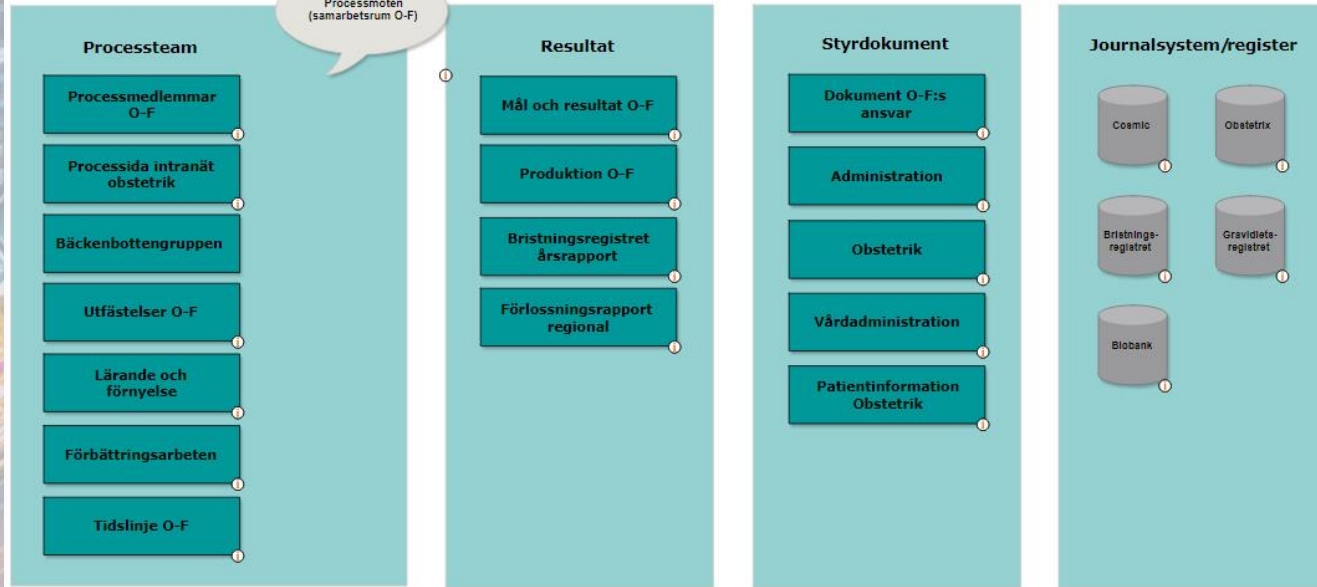 Processmöten
(samarbetsrum O-F)
Processteam
Processmedlemmar
O-F
Processida intranät
obstetrik
Bäckenbottengruppen
Utfästelser O-F
Lärande och
förnyelse
Förbättringsarbeten
Tidslinje O-F
Resultat
Mål och resultat O-F
Produktion O-F
Bristningsregistret
årsrapport
Förlossningsrapport
regional
Styrdokument
Dokument O-F:s
ansvar
Administration
Obstetrik
Vårdadministration
Patientinformation
Obstetrik
Journalsystem/register
Cosmic
Obstetrix
Bristnings-
registret
Graviditets-
registret
Biobank